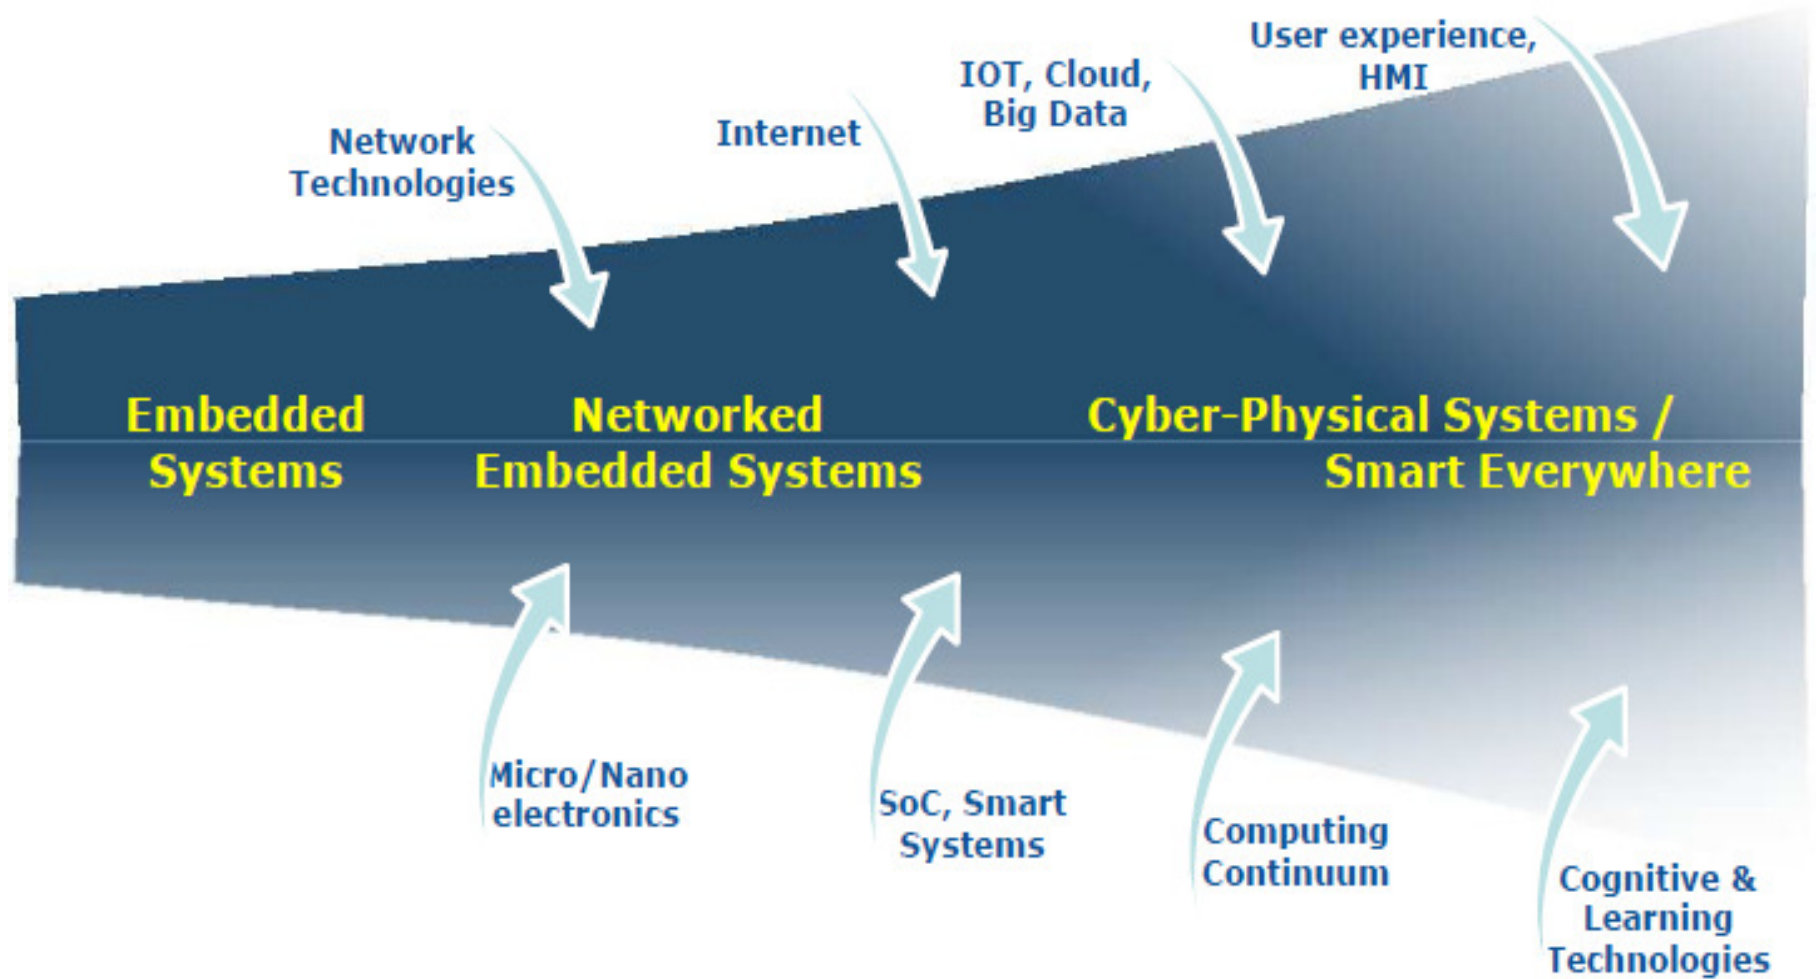 User experience,
HMI
IOT, Cloud,
Big Data
Internet
Network
Technologies
Embedded
Systems
Networked
Embedded Systems
Cyber-Physical Systems /
Smart Everywhere
Micro/Nano
electronics
SoC, Smart
Systems
Computing
Continuum
Cognitive &
Learning
Technologies